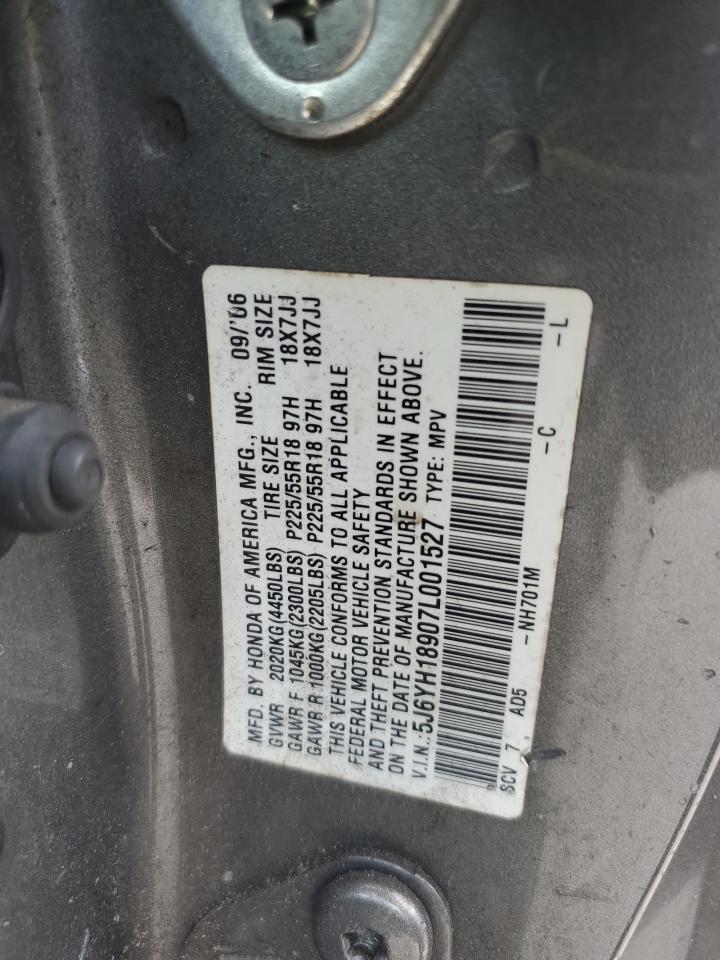 MFD. BY HONDA OF AMERICA MFG., INC. 09/'06
GVWR 2020KG(4450LBS) TIRE SIZE RIM SIZE
GAWR F 1045KG(2300LBS) P225/55R18 97H 18X7JJ
GAWR R 1000KG(2205LBS) P225/55R18 97H 18X7JJ
THIS VEHICLE CONFORMS TO ALL APPLICABLE
FEDERAL MOTOR VEHICLE SAFETY
AND THEFT PREVENTION STANDARDS IN EFFECT
ON THE DATE OF MANUFACTURE SHOWN ABOVE.
V.I.N.: 5J6YH18907L001527 TYPE: MPV
SCV 7 AD5 -NH701M -C -L